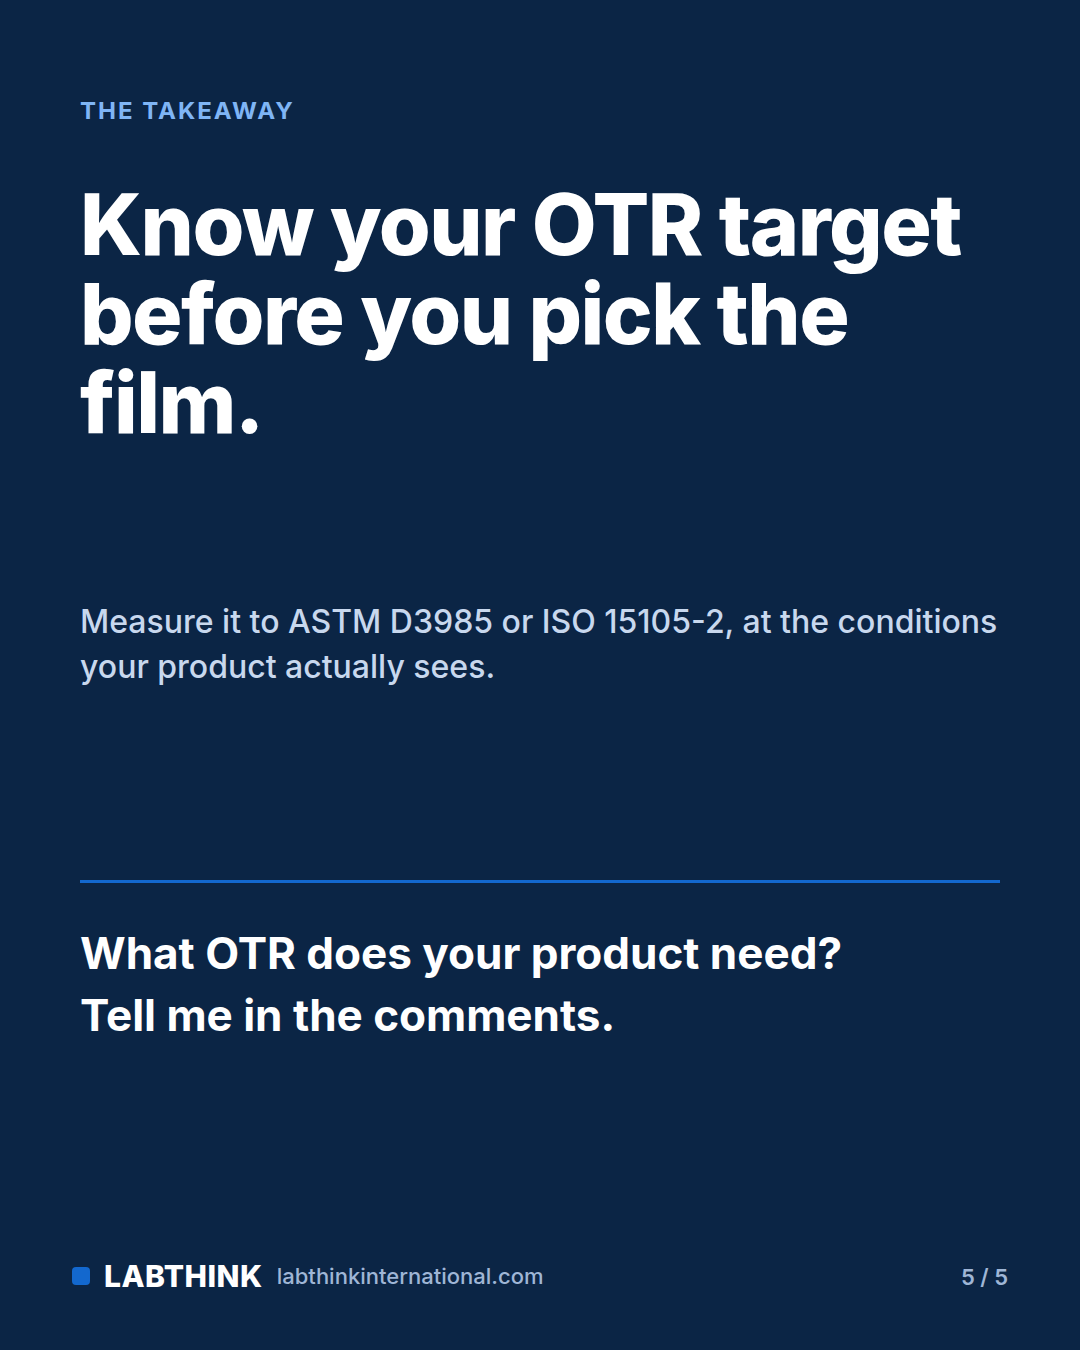 THE TAKEAWAY
Know your OTR target
before you pick the
film.
Measure it to ASTM D3985 or ISO 15105-2, at the conditions
your product actually sees.
What OTR does your product need?
Tell me in the comments.
LABTHINK labthinkinternational.com
5 / 5